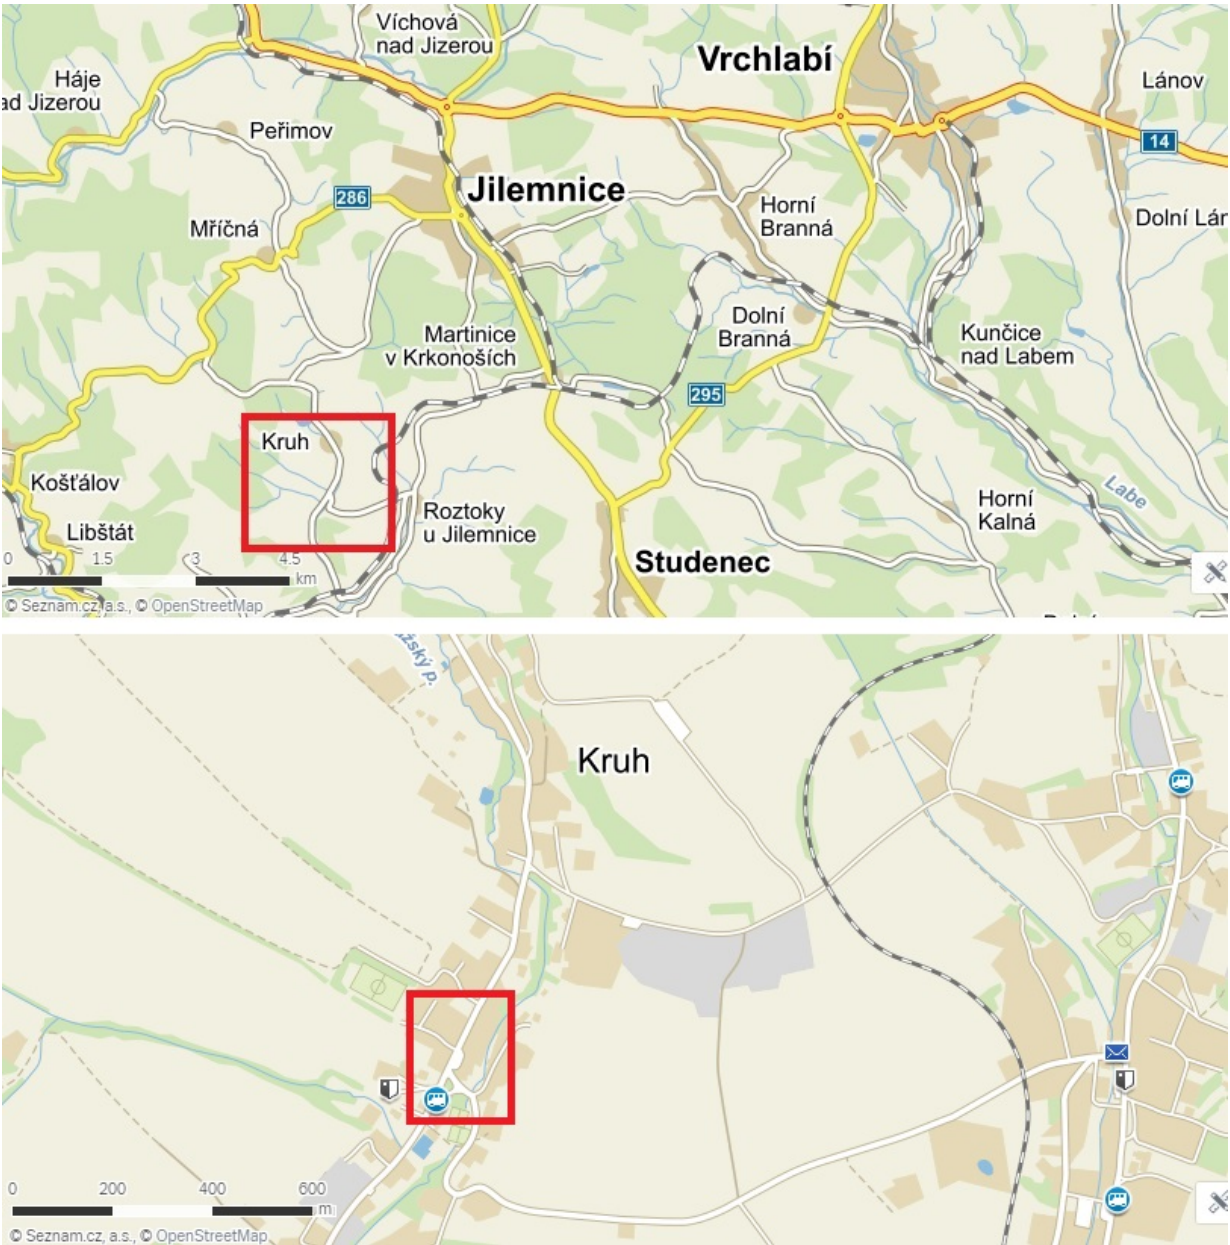 Víchová
nad Jizerou
Vrchlabí
Háje
ad Jizerou
Lánov
Peřimov
14
Jilemnice
286
Horní
Branná
Mříčná
Dolní Lán
Dolní
Branná
Martinice
v Krkonoších
Kunčice
nad Labem
295
Kruh
Košťálov
Labe
Horní
Kalná
Roztoky
u Jilemnice
Libštát
0 1.5 3 4.5
km
Studenec
© Seznam.cz, a.s., © OpenStreetMap
žský p.
Kruh
0 200 400 600
m
© Seznam.cz, a.s., © OpenStreetMap